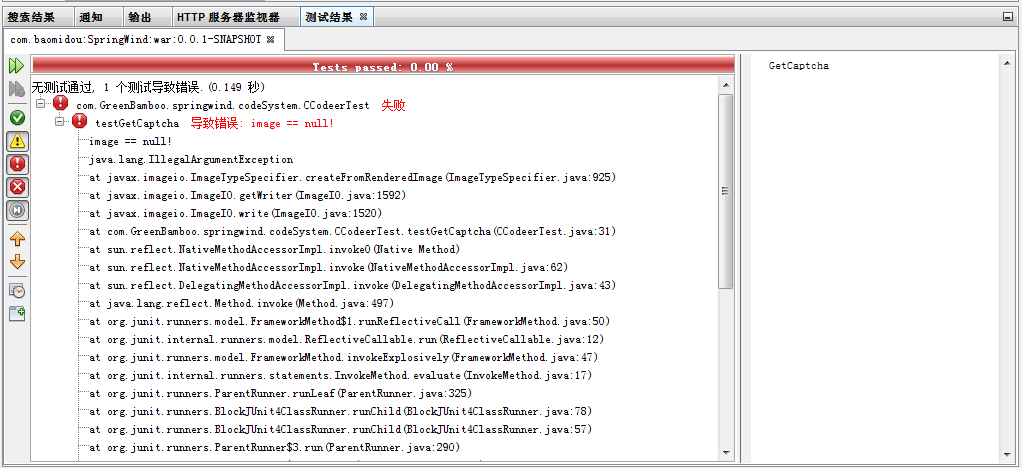 搜索结果 通知 输出 HTTP 服务器监视器 测试结果
com.baomidou:SpringWind:war:0.0.1-SNAPSHOT
Tests passed: 0.00 %
无测试通过, 1 个测试导致错误.(0.149 秒)
com.GreenBamboo.springwind.codeSystem.CCodeerTest 失败
testGetCaptcha 导致错误: image == null!
image == null!
java.lang.IllegalArgumentException
at javax.imageio.ImageTypeSpecifier.createFromRenderedImage(ImageTypeSpecifier.java:925)
at javax.imageio.ImageIO.getWriter(ImageIO.java:1592)
at javax.imageio.ImageIO.write(ImageIO.java:1520)
at com.GreenBamboo.springwind.codeSystem.CCodeerTest.testGetCaptcha(CCodeerTest.java:31)
at sun.reflect.NativeMethodAccessorImpl.invoke0(Native Method)
at sun.reflect.NativeMethodAccessorImpl.invoke(NativeMethodAccessorImpl.java:62)
at sun.reflect.DelegatingMethodAccessorImpl.invoke(DelegatingMethodAccessorImpl.java:43)
at java.lang.reflect.Method.invoke(Method.java:497)
at org.junit.runners.model.FrameworkMethod$1.runReflectiveCall(FrameworkMethod.java:50)
at org.junit.internal.runners.model.ReflectiveCallable.run(ReflectiveCallable.java:12)
at org.junit.runners.model.FrameworkMethod.invokeExplosively(FrameworkMethod.java:47)
at org.junit.internal.runners.statements.InvokeMethod.evaluate(InvokeMethod.java:17)
at org.junit.runners.ParentRunner.runLeaf(ParentRunner.java:325)
at org.junit.runners.BlockJUnit4ClassRunner.runChild(BlockJUnit4ClassRunner.java:78)
at org.junit.runners.BlockJUnit4ClassRunner.runChild(BlockJUnit4ClassRunner.java:57)
at org.junit.runners.ParentRunner$3.run(ParentRunner.java:290)
GetCaptcha